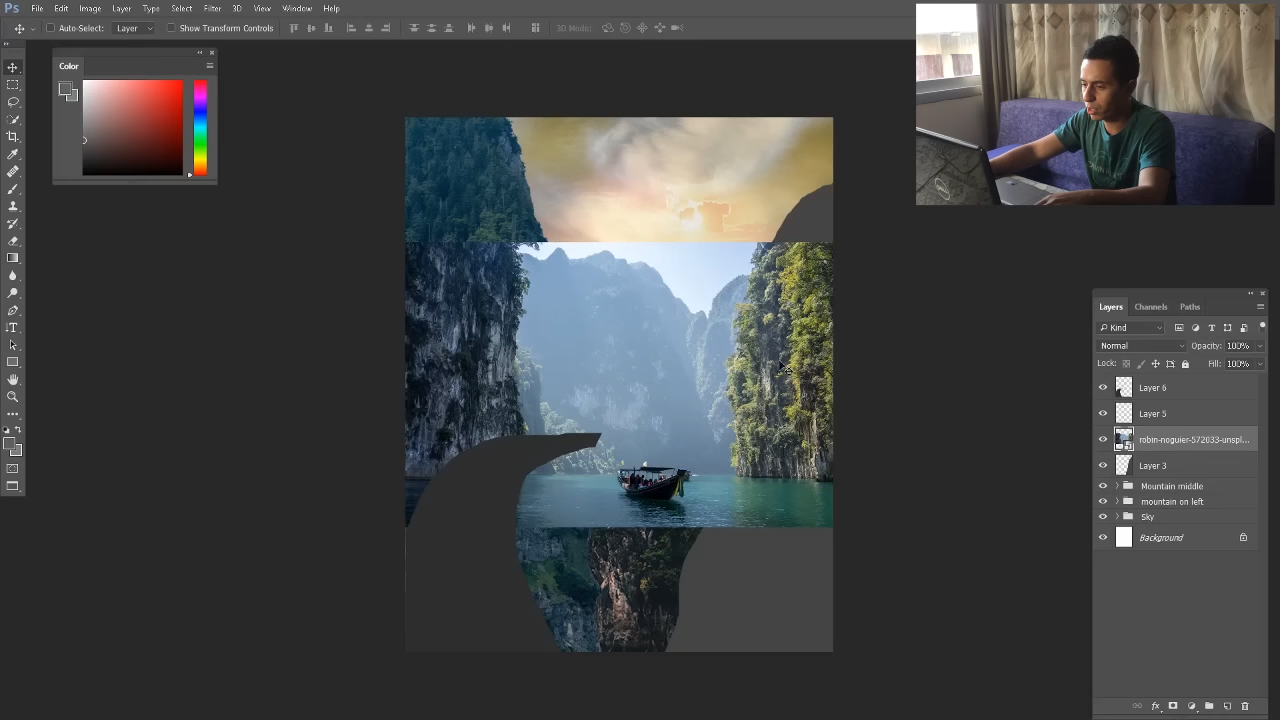 Ps File Edit Image Layer Type Select Filter 3D View Window Help
Auto-Select: Layer Show Transform Controls 3D Mode:
Color
Layers Channels Paths
Kind
Normal Opacity: 100%
Lock: Fill: 100%
Layer 6
Layer 5
robin-noguier-572033-unspl...
Layer 3
Mountain middle
mountain on left
Sky
Background